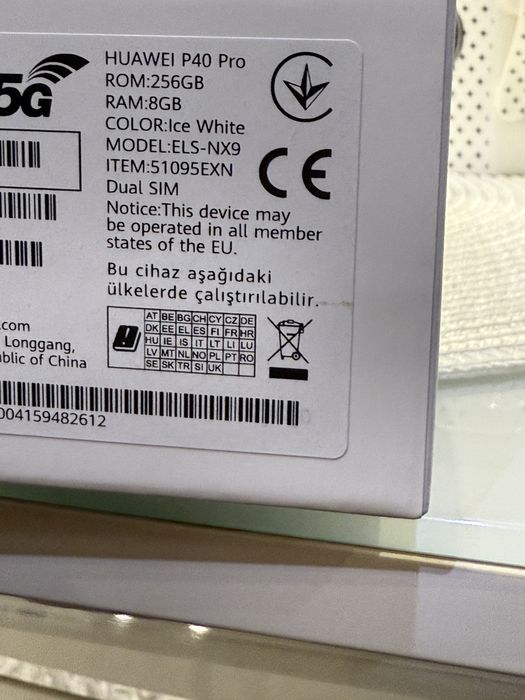 5G
HUAWEI P40 Pro
ROM:256GB
RAM:8GB
COLOR:Ice White
MODEL:ELS-NX9
ITEM:51095EXN
Dual SIM
CE
Notice:This device may
be operated in all member
states of the EU.
Bu cihaz aşağıdaki
ülkelerde çalıştırılabilir.
AT BE BG CH CY CZ DE
DK EE EL ES FI FR HR
HU IE IS IT LT LI LU
LV MT NL NO PL PT RO
SE SK TR SI UK
.com
Longgang,
blic of China
004159482612